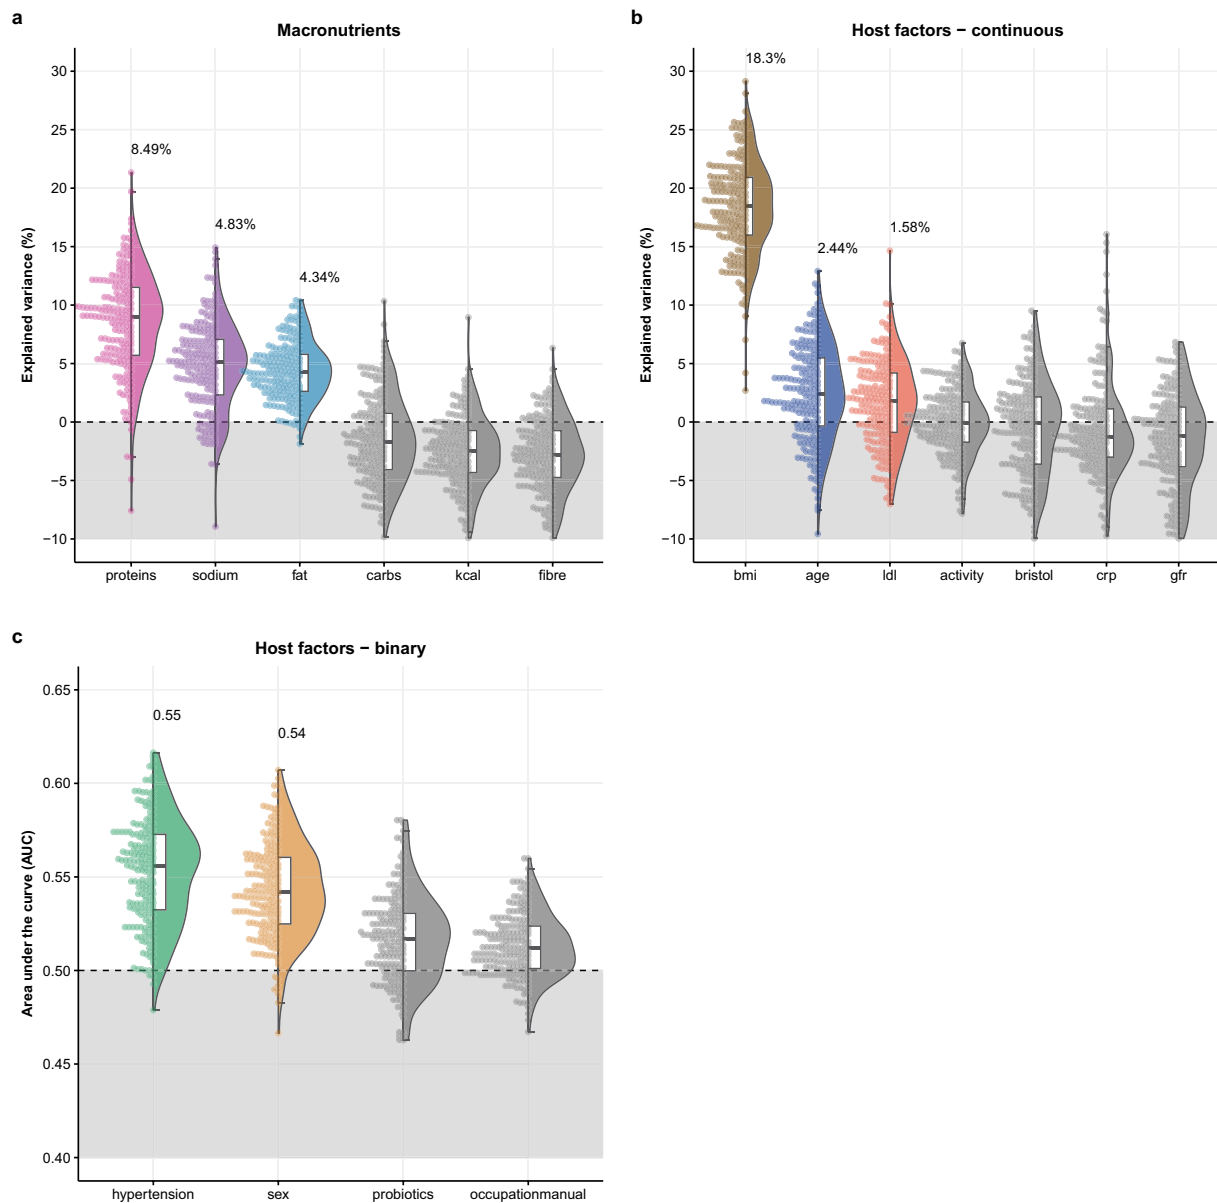 a
Macronutrients
Explained variance (%)
30
25
20
15
10
5
0
−5
−10
8.49%
4.83%
4.34%
proteins
sodium
fat
carbs
kcal
fibre
b
Host factors − continuous
Explained variance (%)
30
25
20
15
10
5
0
−5
−10
18.3%
2.44%
1.58%
bmi
age
ldl
activity
bristol
crp
gfr
c
Host factors − binary
Area under the curve (AUC)
0.65
0.60
0.55
0.50
0.45
0.40
0.55
0.54
hypertension
sex
probiotics
occupationmanual